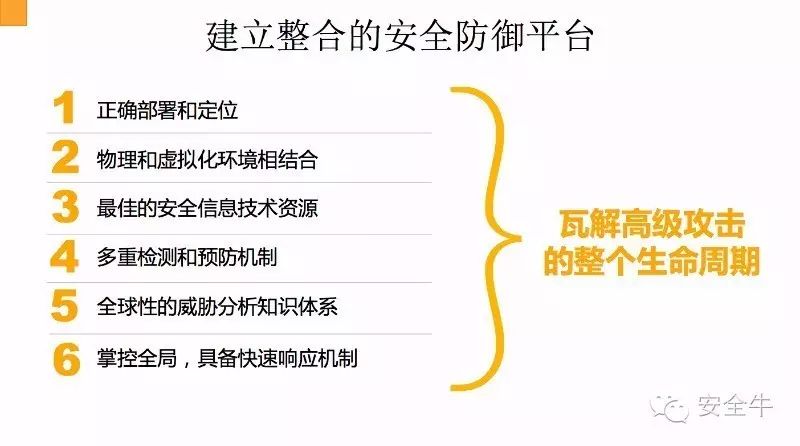 建立整合的安全防御平台
1 正确部署和定位
2 物理和虚拟化环境相结合
3 最佳的安全信息技术资源
4 多重检测和预防机制
5 全球性的威胁分析知识体系
6 掌控全局，具备快速响应机制
瓦解高级攻击
的整个生命周期
安全牛